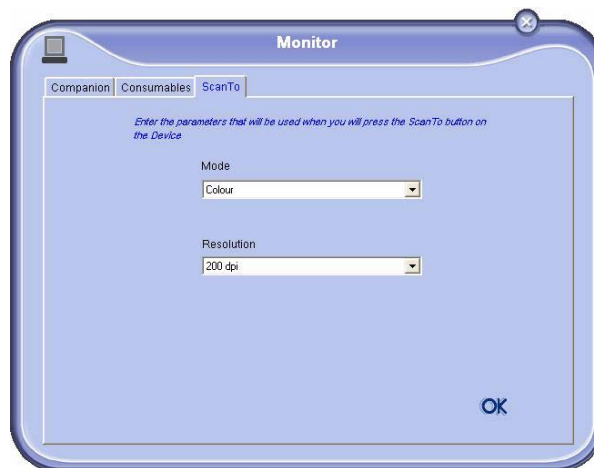 Monitor
Companion Consumables ScanTo
Enter the parameters that will be used when you will press the ScanTo button on
the Device
Mode
Colour
Resolution
200 dpi
OK